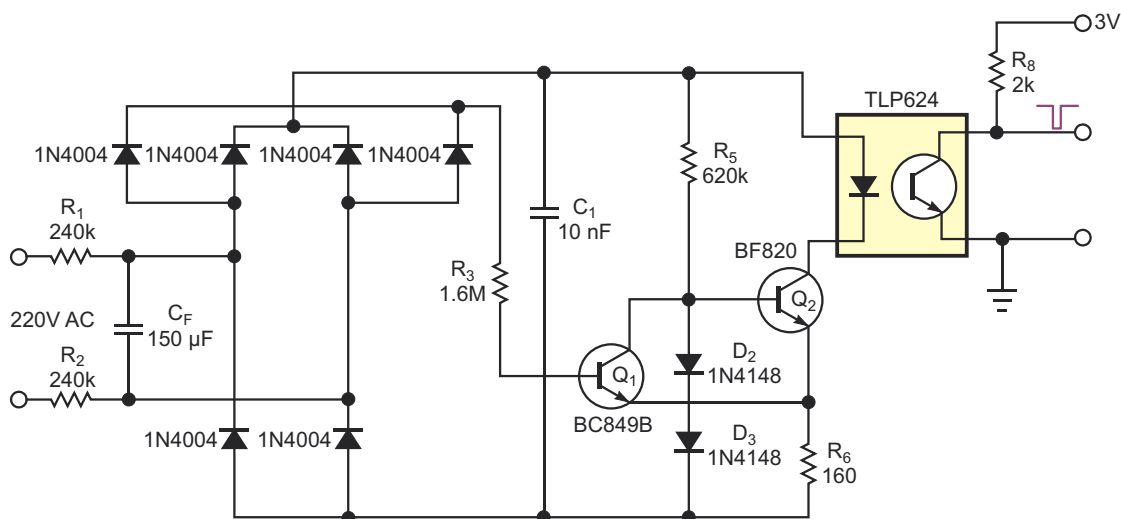 3V
R8
2k
TLP624
1N4004
1N4004
1N4004
1N4004
R5
620k
R1
240k
C1
10 nF
R3
1.6M
BF820
Q2
220V AC
CF
150 µF
R2
240k
Q1
D2
1N4148
BC849B
1N4004
1N4004
D3
1N4148
R6
160